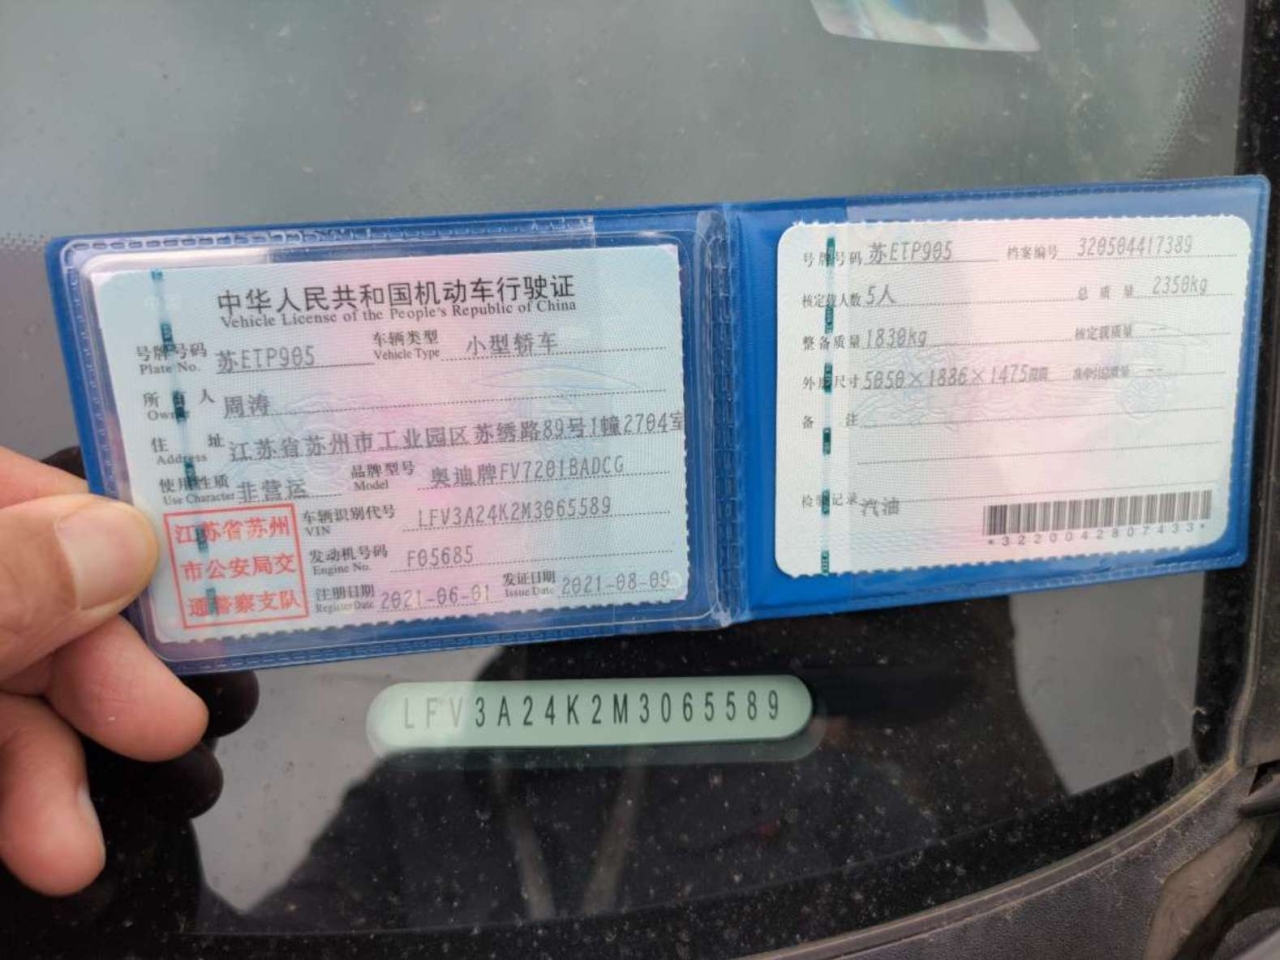 中华人民共和国机动车行驶证
Vehicle License of the People's Republic of China
号牌号码 苏ETP905 车辆类型 小型轿车
Plate No. Vehicle Type
所有人 周涛
Owner
住址 江苏省苏州市工业园区苏绣路89号1幢2704室
Address
使用性质 非营运 品牌型号 奥迪牌FV7201BADCG
Use Character Model
江苏省苏州
市公安局交
通警察支队
车辆识别代号 LFV3A24K2M3065589
VIN
发动机号码 F05685
Engine No.
注册日期 2021-06-01 发证日期 2021-08-09
Register Date Issue Date
号牌号码 苏ETP905 档案编号 320504417389
核定载人数 5人 总质量 2350kg
整备质量 1830kg 核定载质量 --
外形尺寸 5050×1886×1475mm 准牵引总质量 --
备注
检验记录 汽油
*3220042807433*
LFV3A24K2M3065589